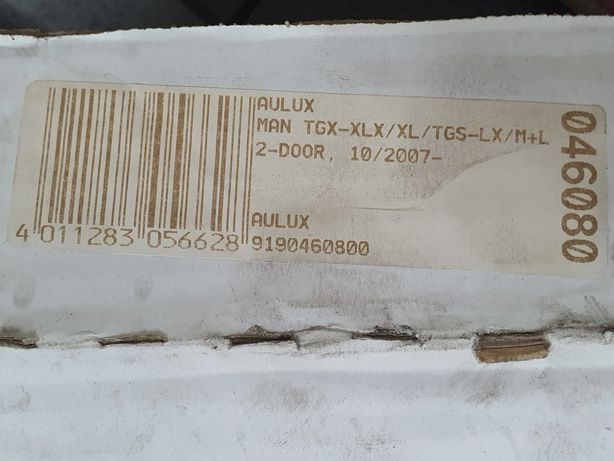 AULUX
MAN TGX-XLX/XL/TGS-LX/M+L
2-DOOR, 10/2007-
AULUX
9190460800
4 011283 056628
046080